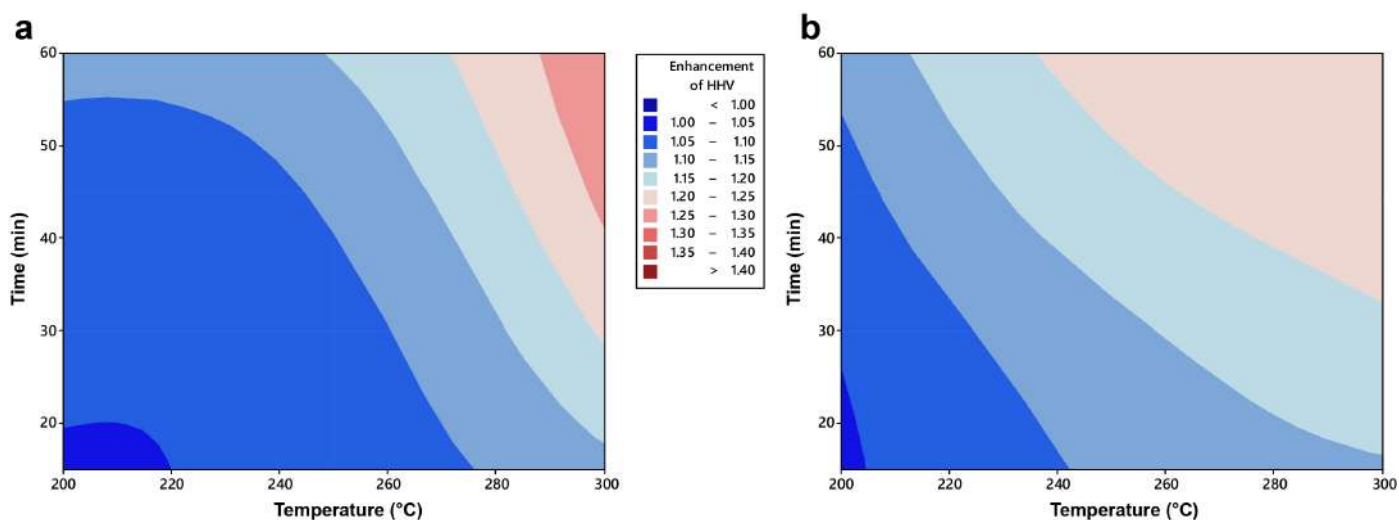 a
60
50
40
30
20
Time (min)
200 220 240 260 280 300
Temperature (°C)
Enhancement
of HHV
< 1.00
1.00 – 1.05
1.05 – 1.10
1.10 – 1.15
1.15 – 1.20
1.20 – 1.25
1.25 – 1.30
1.30 – 1.35
1.35 – 1.40
> 1.40
b
60
50
40
30
20
Time (min)
200 220 240 260 280 300
Temperature (°C)